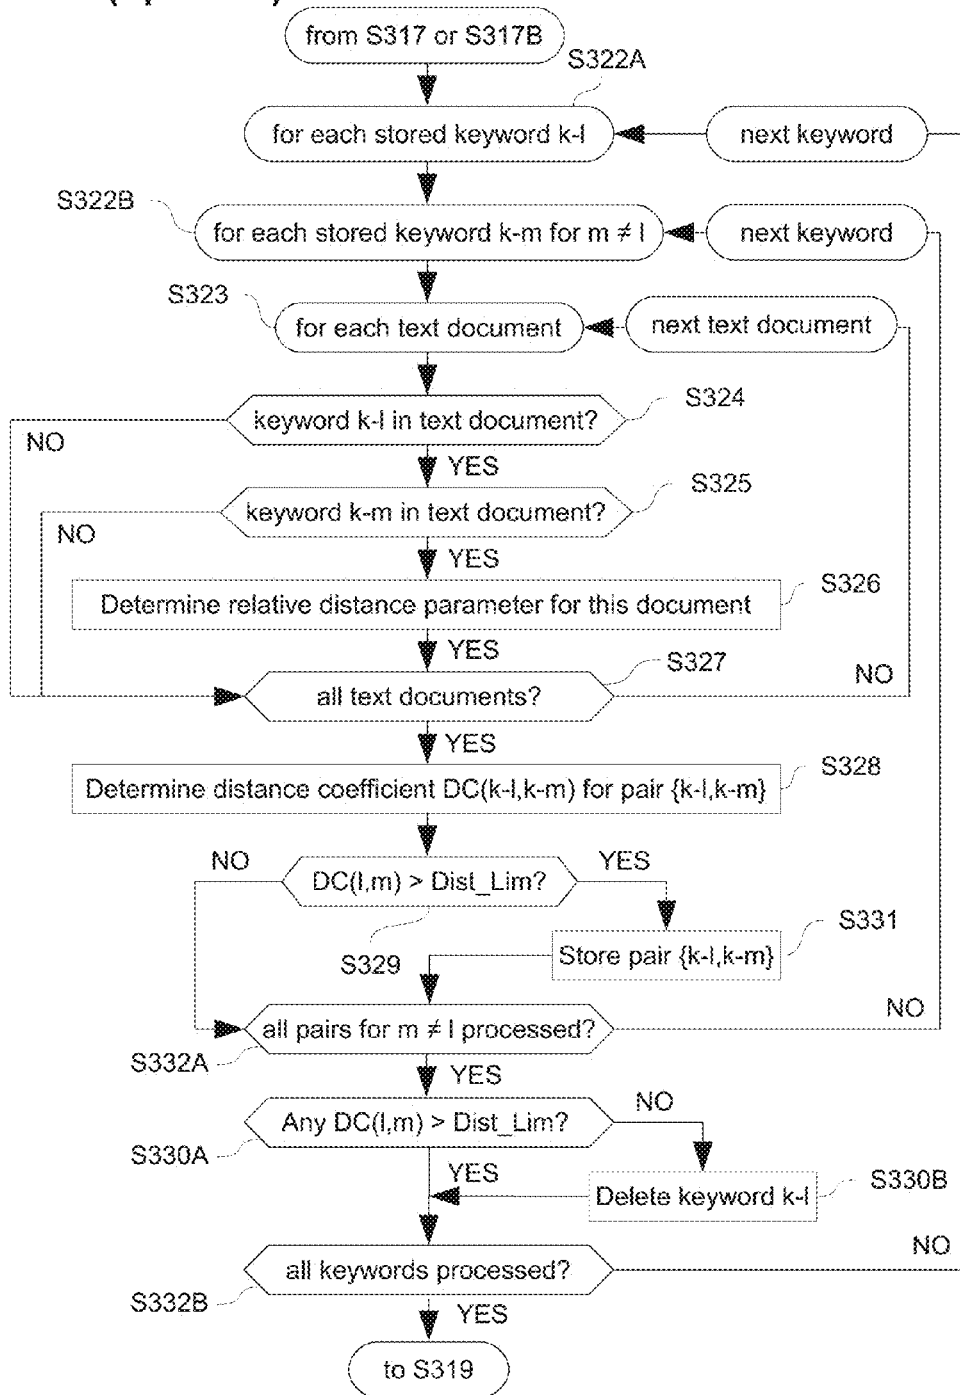 from S317 or S317B
S322A
for each stored keyword k-l
next keyword
S322B
for each stored keyword k-m for m ≠ l
next keyword
S323
for each text document
next text document
S324
keyword k-l in text document?
NO
YES
S325
keyword k-m in text document?
NO
YES
S326
Determine relative distance parameter for this document
YES
S327
all text documents?
NO
YES
S328
Determine distance coefficient DC(k-l,k-m) for pair {k-l,k-m}
NO
YES
DC(l,m) > Dist_Lim?
S331
S329
Store pair {k-l,k-m}
NO
all pairs for m ≠ l processed?
S332A
YES
NO
Any DC(l,m) > Dist_Lim?
S330A
YES
S330B
Delete keyword k-l
NO
all keywords processed?
S332B
YES
to S319